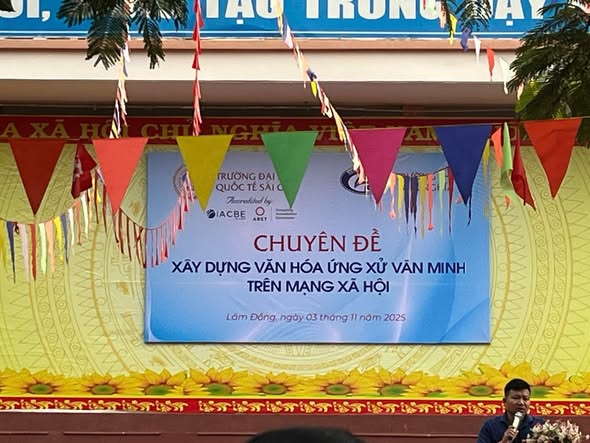 TẠO TRONG
A XÃ HỘI CHỦ NGHĨA VIỆT NAM
TRƯỜNG ĐẠI
QUỐC TẾ SÀI G
Accredited by:
IACBE
ABET
CHUYÊN ĐỀ
XÂY DỰNG VĂN HÓA ỨNG XỬ VĂN MINH
TRÊN MẠNG XÃ HỘI
Lâm Đồng, ngày 03 tháng 11 năm 2025